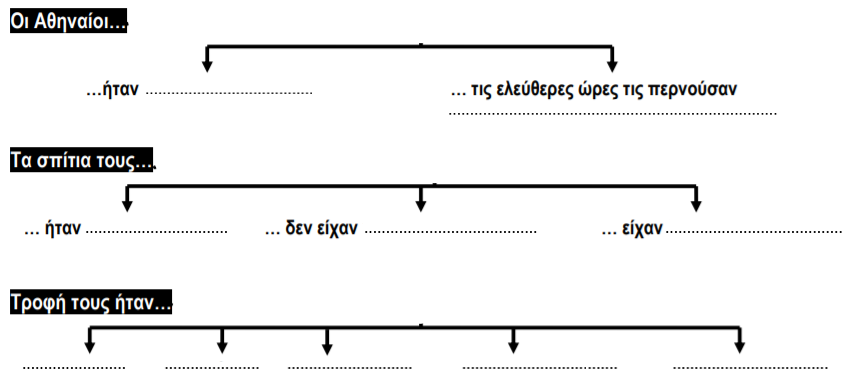 Οι Αθηναίοι...
...ήταν ........................................ ... τις ελεύθερες ώρες τις περνούσαν
................................................................................
Τα σπίτια τους....
... ήταν .................................. ... δεν είχαν .......................................... ... είχαν ..........................................
Τροφή τους ήταν...
......................... ....................... .............................. ...................................... ......................................